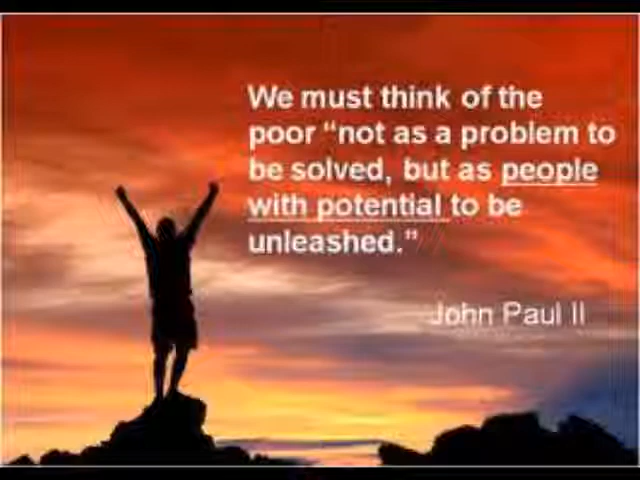 We must think of the
poor “not as a problem to
be solved, but as people
with potential to be
unleashed.”
John Paul II